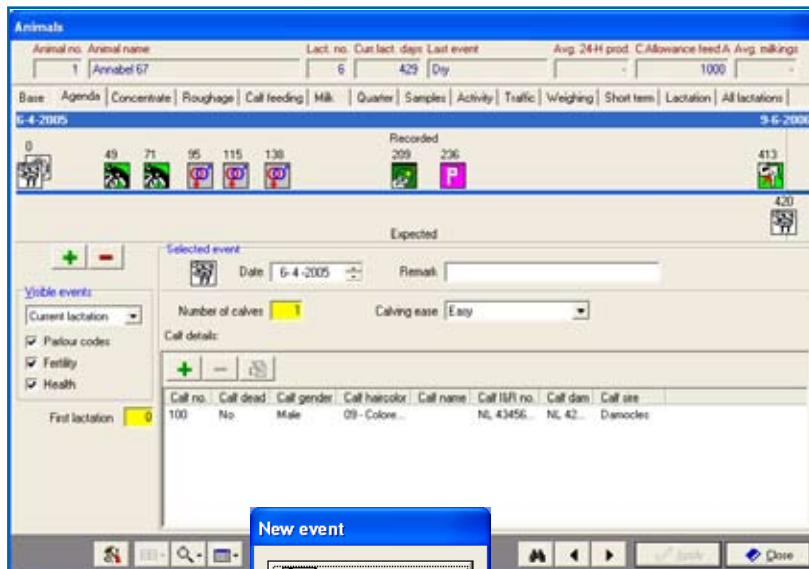 Animals
Animal no. Animal name Lact. no. Curr.lact. days Last event Avg. 24-H prod. C. Allowance feed A Avg. milkings
1 Annabel 67 6 429 Dry - 1000 -
Base Agenda Concentrate Roughage Calf feeding Milk Quarter Samples Activity Traffic Weighing Short term Lactation All lactations
6-4-2005 9-6-2006
Recorded
0 49 71 95 115 138 209 236 413
P
420
Expected
Selected event
Date 6-4-2005 Remark
Visible events
Current lactation
Number of calves 1 Calving ease Easy
Parlour codes
Calf details:
Fertility
Health
Calf no. Calf dead Calf gender Calf haircolor Calf name Calf I&R no. Calf dam Calf sire
First lactation 0
100 No Male 09 - Colore... NL 43456... NL 42... Damocles
New event
Apply Close